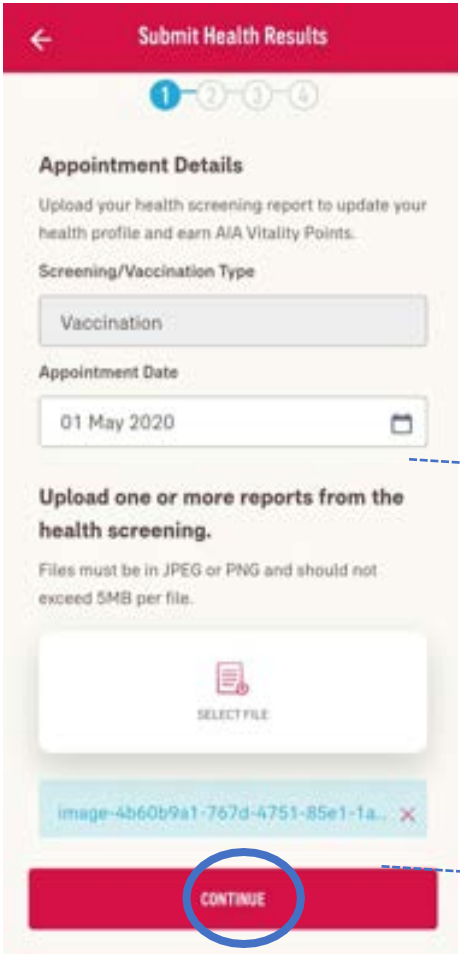 Submit Health Results
1 2 3 4
Appointment Details
Upload your health screening report to update your
health profile and earn AIA Vitality Points.
Screening/Vaccination Type
Vaccination
Appointment Date
01 May 2020
Upload one or more reports from the
health screening.
Files must be in JPEG or PNG and should not
exceed 5MB per file.
SELECT FILE
image-4b60b9a1-767d-4751-85e1-1a...
CONTINUE